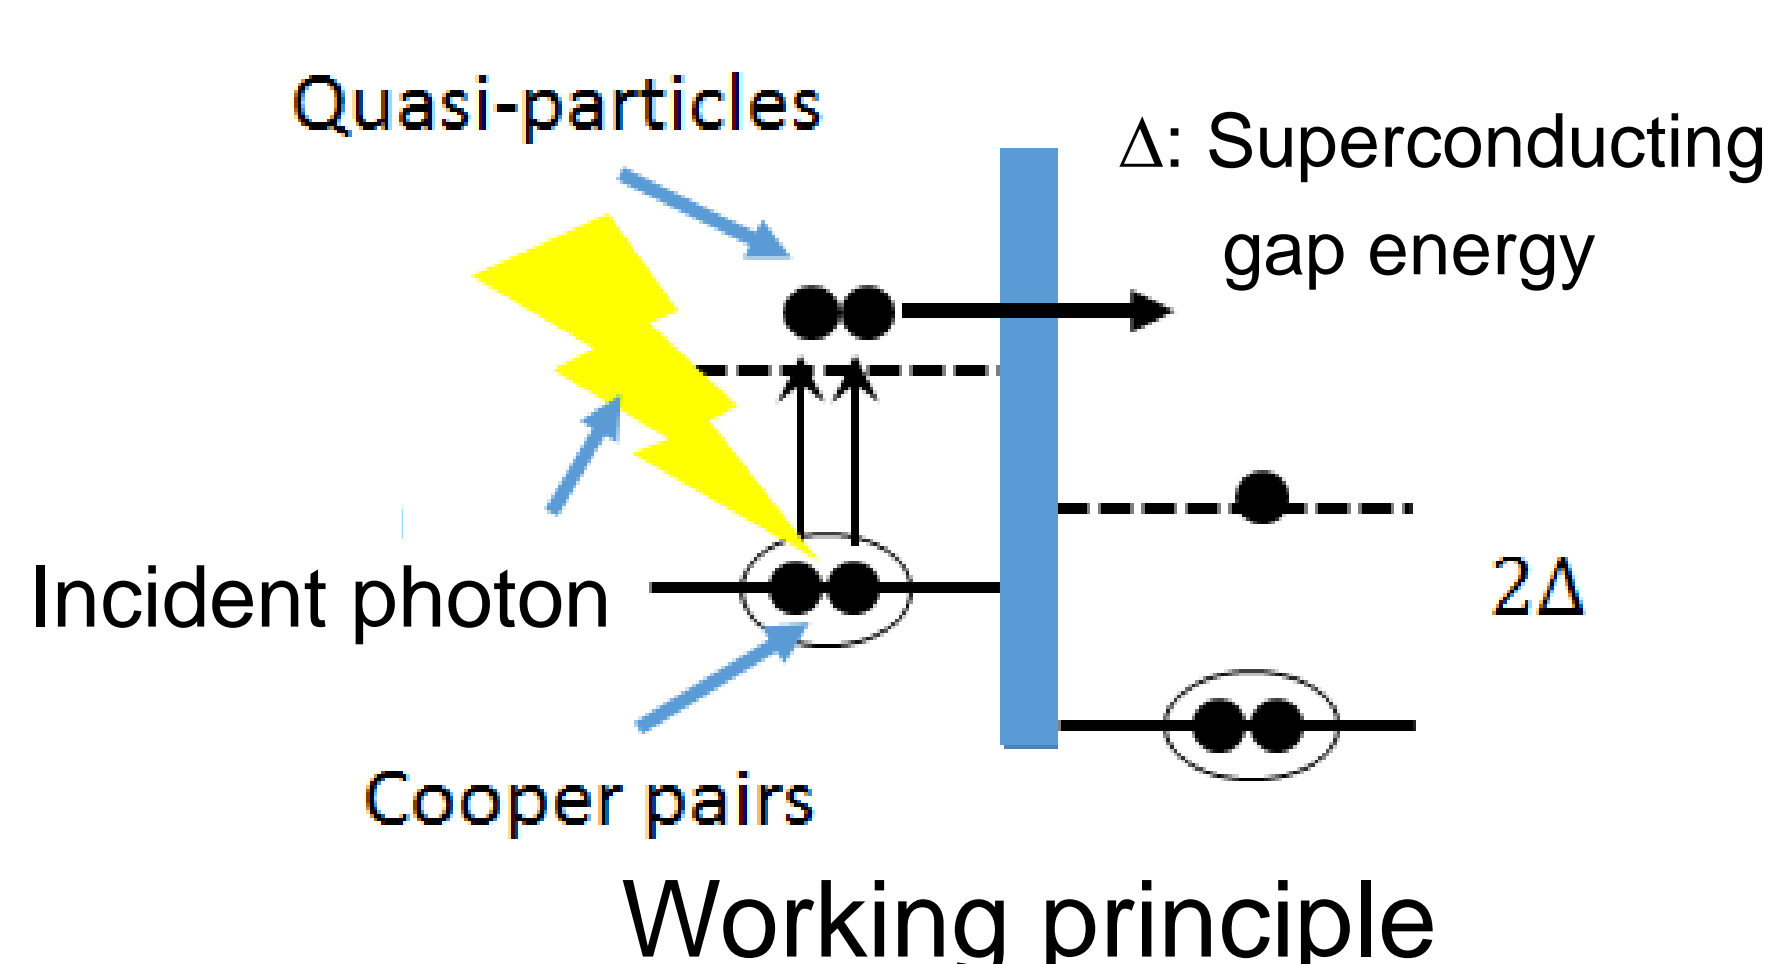 Quasi-particles
Δ: Superconducting
gap energy
Incident photon
2Δ
Cooper pairs
Working principle